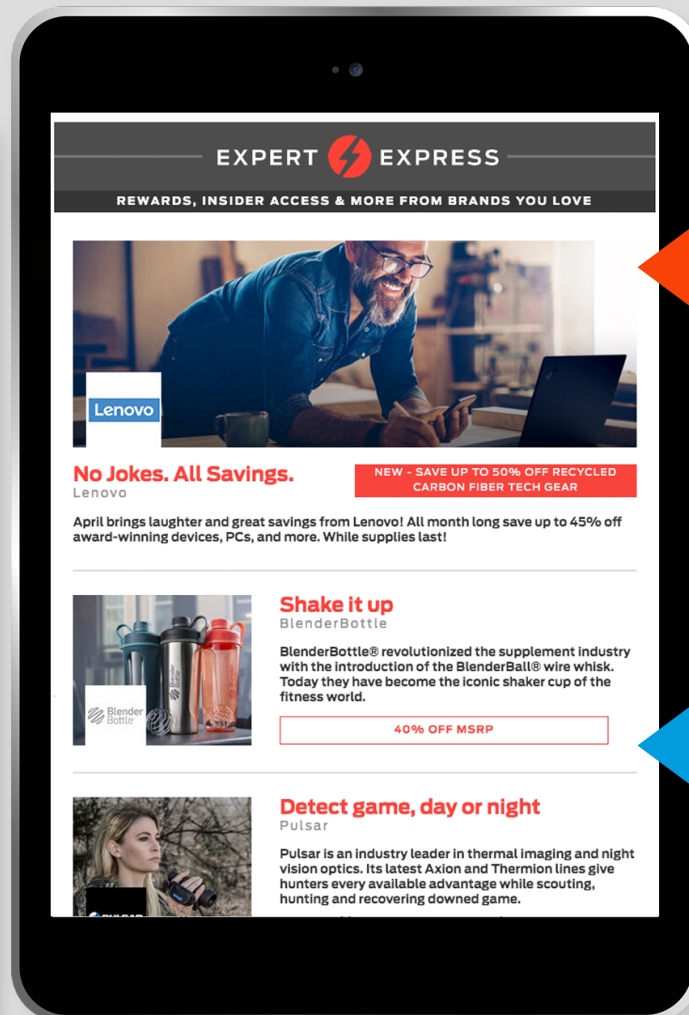 EXPERT EXPRESS
REWARDS, INSIDER ACCESS & MORE FROM BRANDS YOU LOVE
Lenovo
No Jokes. All Savings.
Lenovo
NEW - SAVE UP TO 50% OFF RECYCLED
CARBON FIBER TECH GEAR
April brings laughter and great savings from Lenovo! All month long save up to 45% off
award-winning devices, PCs, and more. While supplies last!
Blender
Bottle
Blender
Bottle
Shake it up
BlenderBottle
BlenderBottle® revolutionized the supplement industry
with the introduction of the BlenderBall® wire whisk.
Today they have become the iconic shaker cup of the
fitness world.
40% OFF MSRP
Detect game, day or night
Pulsar
Pulsar is an industry leader in thermal imaging and night
vision optics. Its latest Axion and Thermion lines give
hunters every available advantage while scouting,
hunting and recovering downed game.